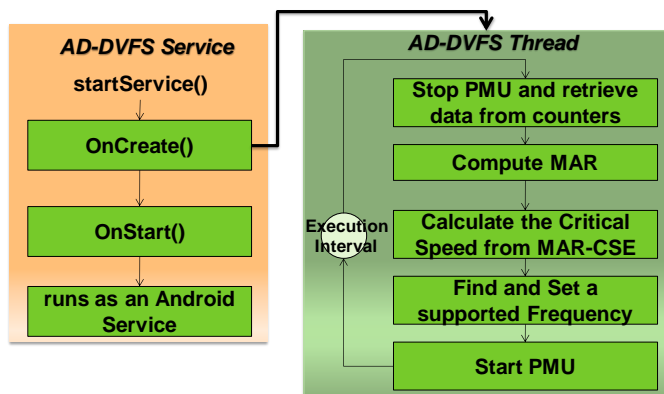 AD-DVFS Service
startService()
OnCreate()
OnStart()
runs as an Android
Service
AD-DVFS Thread
Stop PMU and retrieve
data from counters
Compute MAR
Calculate the Critical
Speed from MAR-CSE
Find and Set a
supported Frequency
Start PMU
Execution
Interval